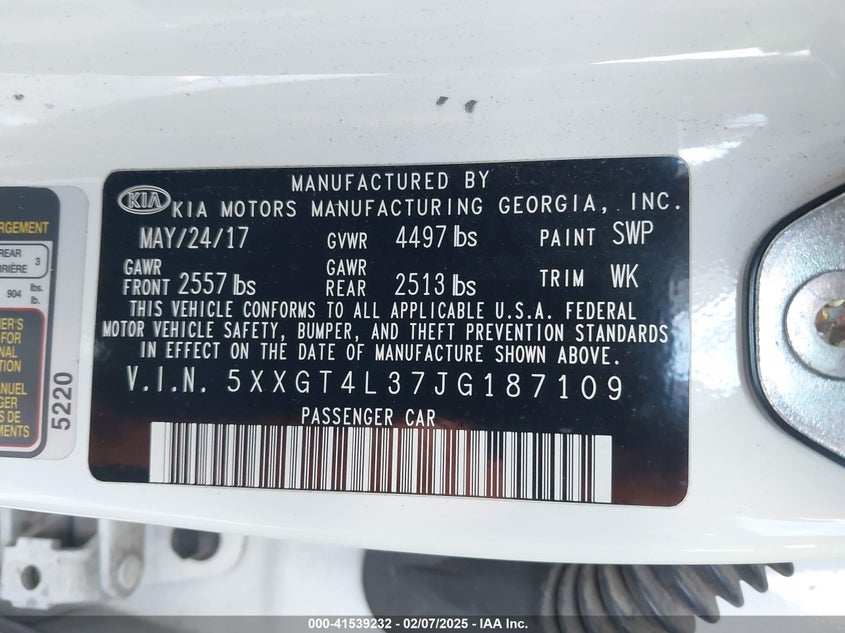 MANUFACTURED BY
KIA KIA MOTORS MANUFACTURING GEORGIA, INC.
MAY/24/17 GVWR 4497 lbs PAINT SWP
GAWR FRONT 2557 lbs GAWR REAR 2513 lbs TRIM WK
THIS VEHICLE CONFORMS TO ALL APPLICABLE U.S.A. FEDERAL
MOTOR VEHICLE SAFETY, BUMPER, AND THEFT PREVENTION STANDARDS
IN EFFECT ON THE DATE OF MANUFACTURE SHOWN ABOVE.
V.I.N. 5XXGT4L37JG187109
PASSENGER CAR
REAR 3
904 lbs.
lb.
5220
000-41539232 - 02/07/2025 - IAA Inc.